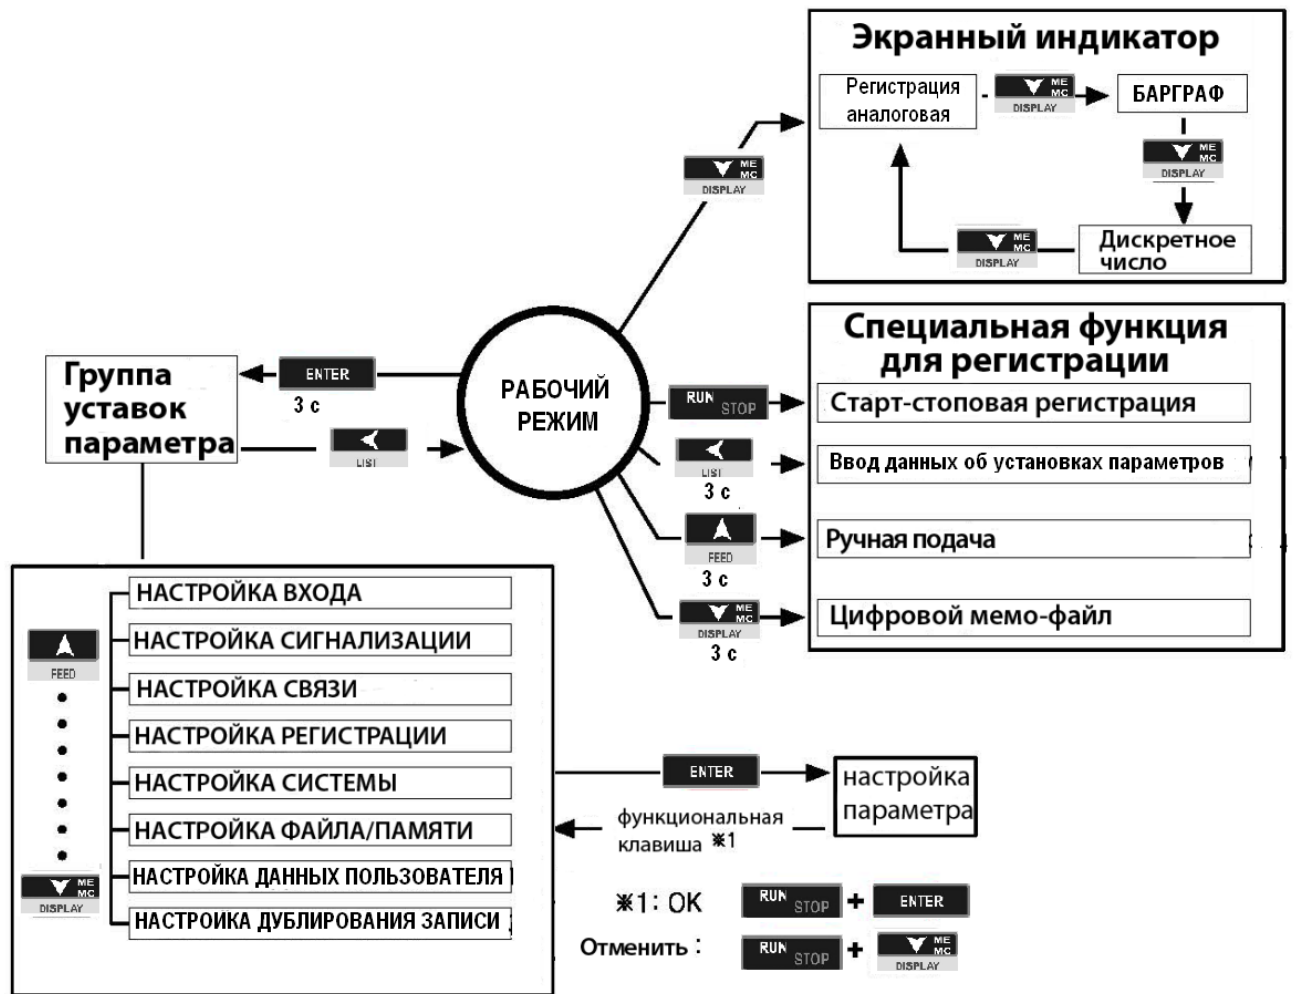 Экранный индикатор
Регистрация
аналоговая
ME
MC
DISPLAY
БАРГРАФ
ME
MC
DISPLAY
Дискретное
число
ME
MC
DISPLAY
ME
MC
DISPLAY
Специальная функция
для регистрации
RUN
STOP
Старт-стоповая регистрация
LIST
3 с
Ввод данных об установках параметров
FEED
3 с
Ручная подача
ME
MC
DISPLAY
3 с
Цифровой мемо-файл
РАБОЧИЙ
РЕЖИМ
Группа
уставок
параметра
ENTER
3 с
LIST
НАСТРОЙКА ВХОДА
НАСТРОЙКА СИГНАЛИЗАЦИИ
НАСТРОЙКА СВЯЗИ
НАСТРОЙКА РЕГИСТРАЦИИ
НАСТРОЙКА СИСТЕМЫ
НАСТРОЙКА ФАЙЛА/ПАМЯТИ
НАСТРОЙКА ДАННЫХ ПОЛЬЗОВАТЕЛЯ
НАСТРОЙКА ДУБЛИРОВАНИЯ ЗАПИСИ
FEED
ME
MC
DISPLAY
ENTER
настройка
параметра
функциональная
клавиша ※1
※1: OK RUN STOP + ENTER
Отменить : RUN STOP + ME MC DISPLAY